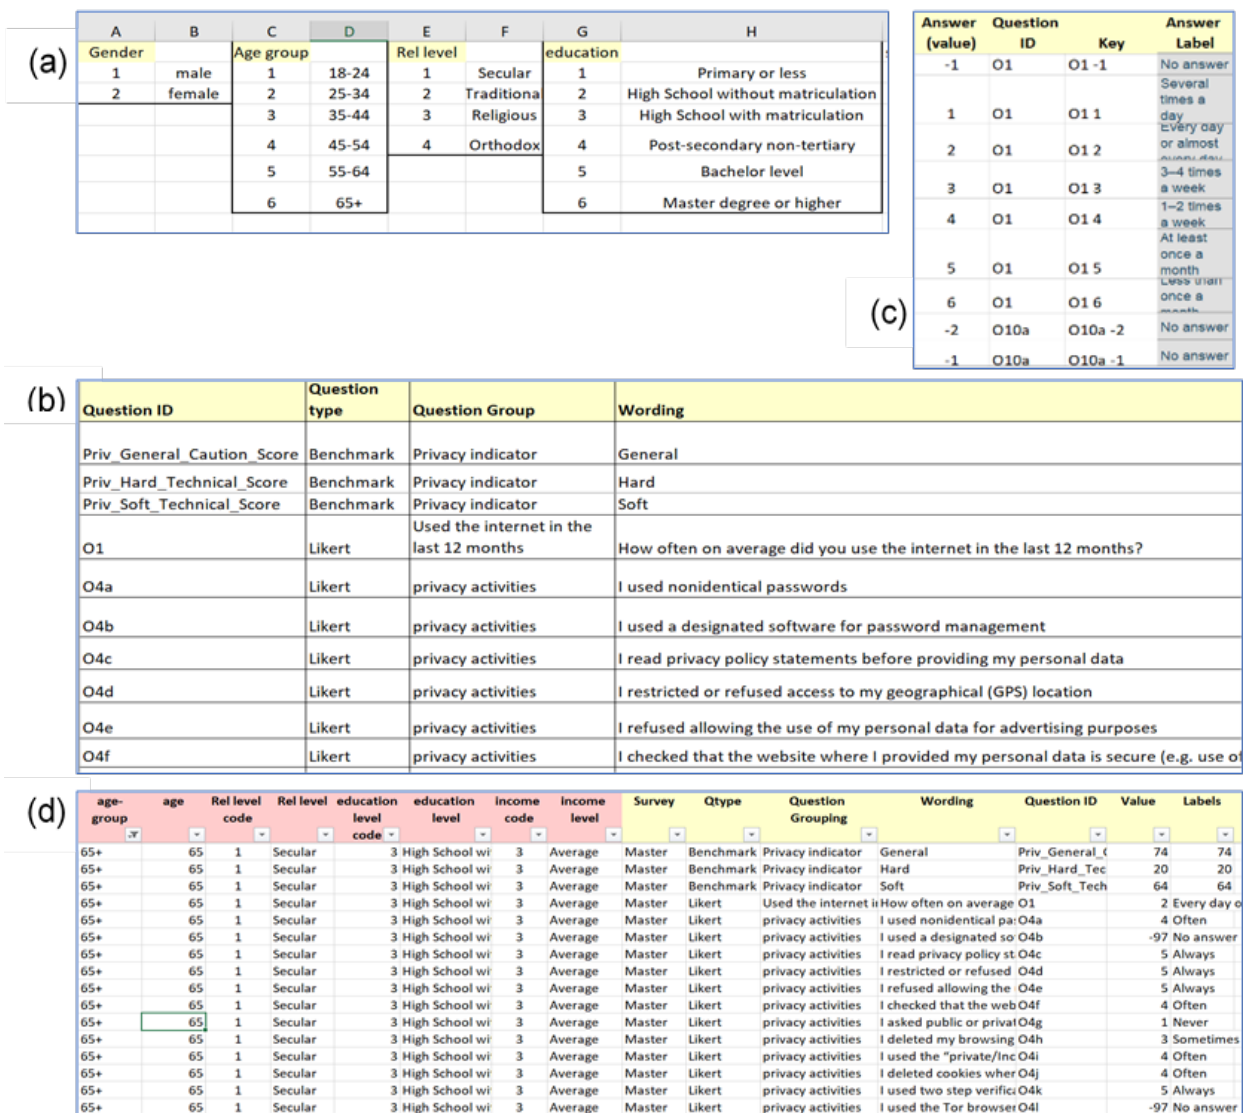 (a)
A B C D E F G H
Gender Age group Rel level education
1 male 1 18-24 1 Secular 1 Primary or less
2 female 2 25-34 2 Traditiona 2 High School without matriculation
3 35-44 3 Religious 3 High School with matriculation
4 45-54 4 Orthodox 4 Post-secondary non-tertiary
5 55-64 5 Bachelor level
6 65+ 6 Master degree or higher
(c)
Answer Question Answer
(value) ID Key Label
-1 O1 O1 -1 No answer
Several
times a
1 O1 O1 1 day
Every day
2 O1 O1 2 or almost
every day
3–4 times
3 O1 O1 3 a week
1–2 times
4 O1 O1 4 a week
At least
once a
5 O1 O1 5 month
Less than
6 O1 O1 6 once a
month
-2 O10a O10a -2 No answer
-1 O10a O10a -1 No answer
(b)
Question
Question ID type Question Group Wording
Priv_General_Caution_Score Benchmark Privacy indicator General
Priv_Hard_Technical_Score Benchmark Privacy indicator Hard
Priv_Soft_Technical_Score Benchmark Privacy indicator Soft
Used the internet in the
O1 Likert last 12 months How often on average did you use the internet in the last 12 months?
O4a Likert privacy activities I used nonidentical passwords
O4b Likert privacy activities I used a designated software for password management
O4c Likert privacy activities I read privacy policy statements before providing my personal data
O4d Likert privacy activities I restricted or refused access to my geographical (GPS) location
O4e Likert privacy activities I refused allowing the use of my personal data for advertising purposes
O4f Likert privacy activities I checked that the website where I provided my personal data is secure (e.g. use of
(d)
age- age Rel level Rel level education education income income Survey Qtype Question Wording Question ID Value Labels
group code level level code level Grouping
code
65+ 65 1 Secular 3 High School wi 3 Average Master Benchmark Privacy indicator General Priv_General_C 74 74
65+ 65 1 Secular 3 High School wi 3 Average Master Benchmark Privacy indicator Hard Priv_Hard_Tec 20 20
65+ 65 1 Secular 3 High School wi 3 Average Master Benchmark Privacy indicator Soft Priv_Soft_Tech 64 64
65+ 65 1 Secular 3 High School wi 3 Average Master Likert Used the internet i How often on average O1 2 Every day o
65+ 65 1 Secular 3 High School wi 3 Average Master Likert privacy activities I used nonidentical pa O4a 4 Often
65+ 65 1 Secular 3 High School wi 3 Average Master Likert privacy activities I used a designated so O4b -97 No answer
65+ 65 1 Secular 3 High School wi 3 Average Master Likert privacy activities I read privacy policy st O4c 5 Always
65+ 65 1 Secular 3 High School wi 3 Average Master Likert privacy activities I restricted or refused O4d 5 Always
65+ 65 1 Secular 3 High School wi 3 Average Master Likert privacy activities I refused allowing the O4e 5 Always
65+ 65 1 Secular 3 High School wi 3 Average Master Likert privacy activities I checked that the web O4f 4 Often
65+ 65 1 Secular 3 High School wi 3 Average Master Likert privacy activities I asked public or privat O4g 1 Never
65+ 65 1 Secular 3 High School wi 3 Average Master Likert privacy activities I deleted my browsing O4h 3 Sometimes
65+ 65 1 Secular 3 High School wi 3 Average Master Likert privacy activities I used the "private/Inc O4i 4 Often
65+ 65 1 Secular 3 High School wi 3 Average Master Likert privacy activities I deleted cookies wher O4j 4 Often
65+ 65 1 Secular 3 High School wi 3 Average Master Likert privacy activities I used two step verifica O4k 5 Always
65+ 65 1 Secular 3 High School wi 3 Average Master Likert privacy activities I used the Tor browser O4l -97 No answer